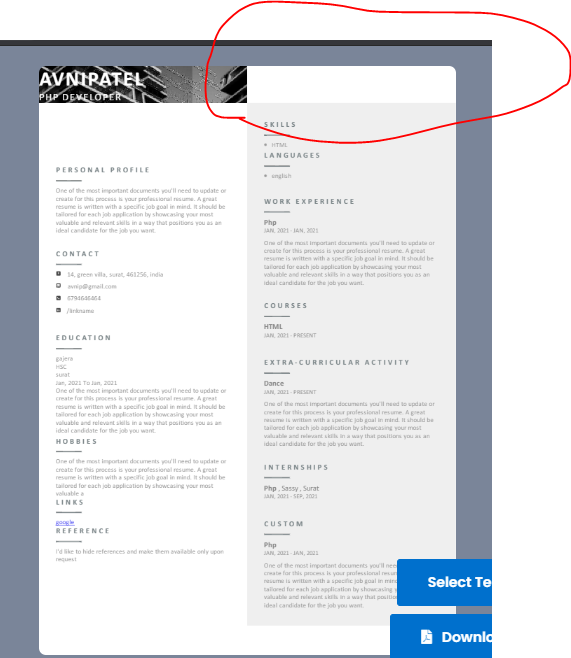 AVNIPATEL
PHP DEVELOPER
PERSONAL PROFILE
One of the most important documents you'll need to update or
create for this process is your professional resume. A great
resume is written with a specific job goal in mind. It should be
tailored for each job application by showcasing your most
valuable and relevant skills in a way that positions you as an
ideal candidate for the job you want.
CONTACT
54, green villa, surat, 461256, india
avnip@gmail.com
6794646464
/linkname
EDUCATION
gajera
HSC
surat
Jan, 2021 To Jan, 2021
One of the most important documents you'll need to update or
create for this process is your professional resume. A great
resume is written with a specific job goal in mind. It should be
tailored for each job application by showcasing your most
valuable and relevant skills in a way that positions you as an
ideal candidate for the job you want.
HOBBIES
One of the most important documents you'll need to update or
create for this process is your professional resume. A great
resume is written with a specific job goal in mind. It should be
tailored for each job application by showcasing your most
valuable a
LINKS
google
REFERENCE
I'd like to hide references and make them available only upon
request
SKILLS
HTML
LANGUAGES
english
WORK EXPERIENCE
Php
JAN, 2021 - JAN, 2021
One of the most important documents you'll need to update or
create for this process is your professional resume. A great
resume is written with a specific job goal in mind. It should be
tailored for each job application by showcasing your most
valuable and relevant skills in a way that positions you as an
ideal candidate for the job you want.
COURSES
HTML
JAN, 2021 - PRESENT
EXTRA-CURRICULAR ACTIVITY
Dance
JAN, 2021 - PRESENT
One of the most important documents you'll need to update or
create for this process is your professional resume. A great
resume is written with a specific job goal in mind. It should be
tailored for each job application by showcasing your most
valuable and relevant skills in a way that positions you as an
ideal candidate for the job you want.
INTERNSHIPS
Php , Sassy , Surat
JAN, 2021 - SEP, 2021
CUSTOM
Php
JAN, 2021 - JAN, 2021
One of the most important documents you'll need
create for this process is your professional
resume is written with a specific job goal
tailored for each job application by showcasing
valuable and relevant skills in a way that
ideal candidate for the job you want.
Select Te
Downlo